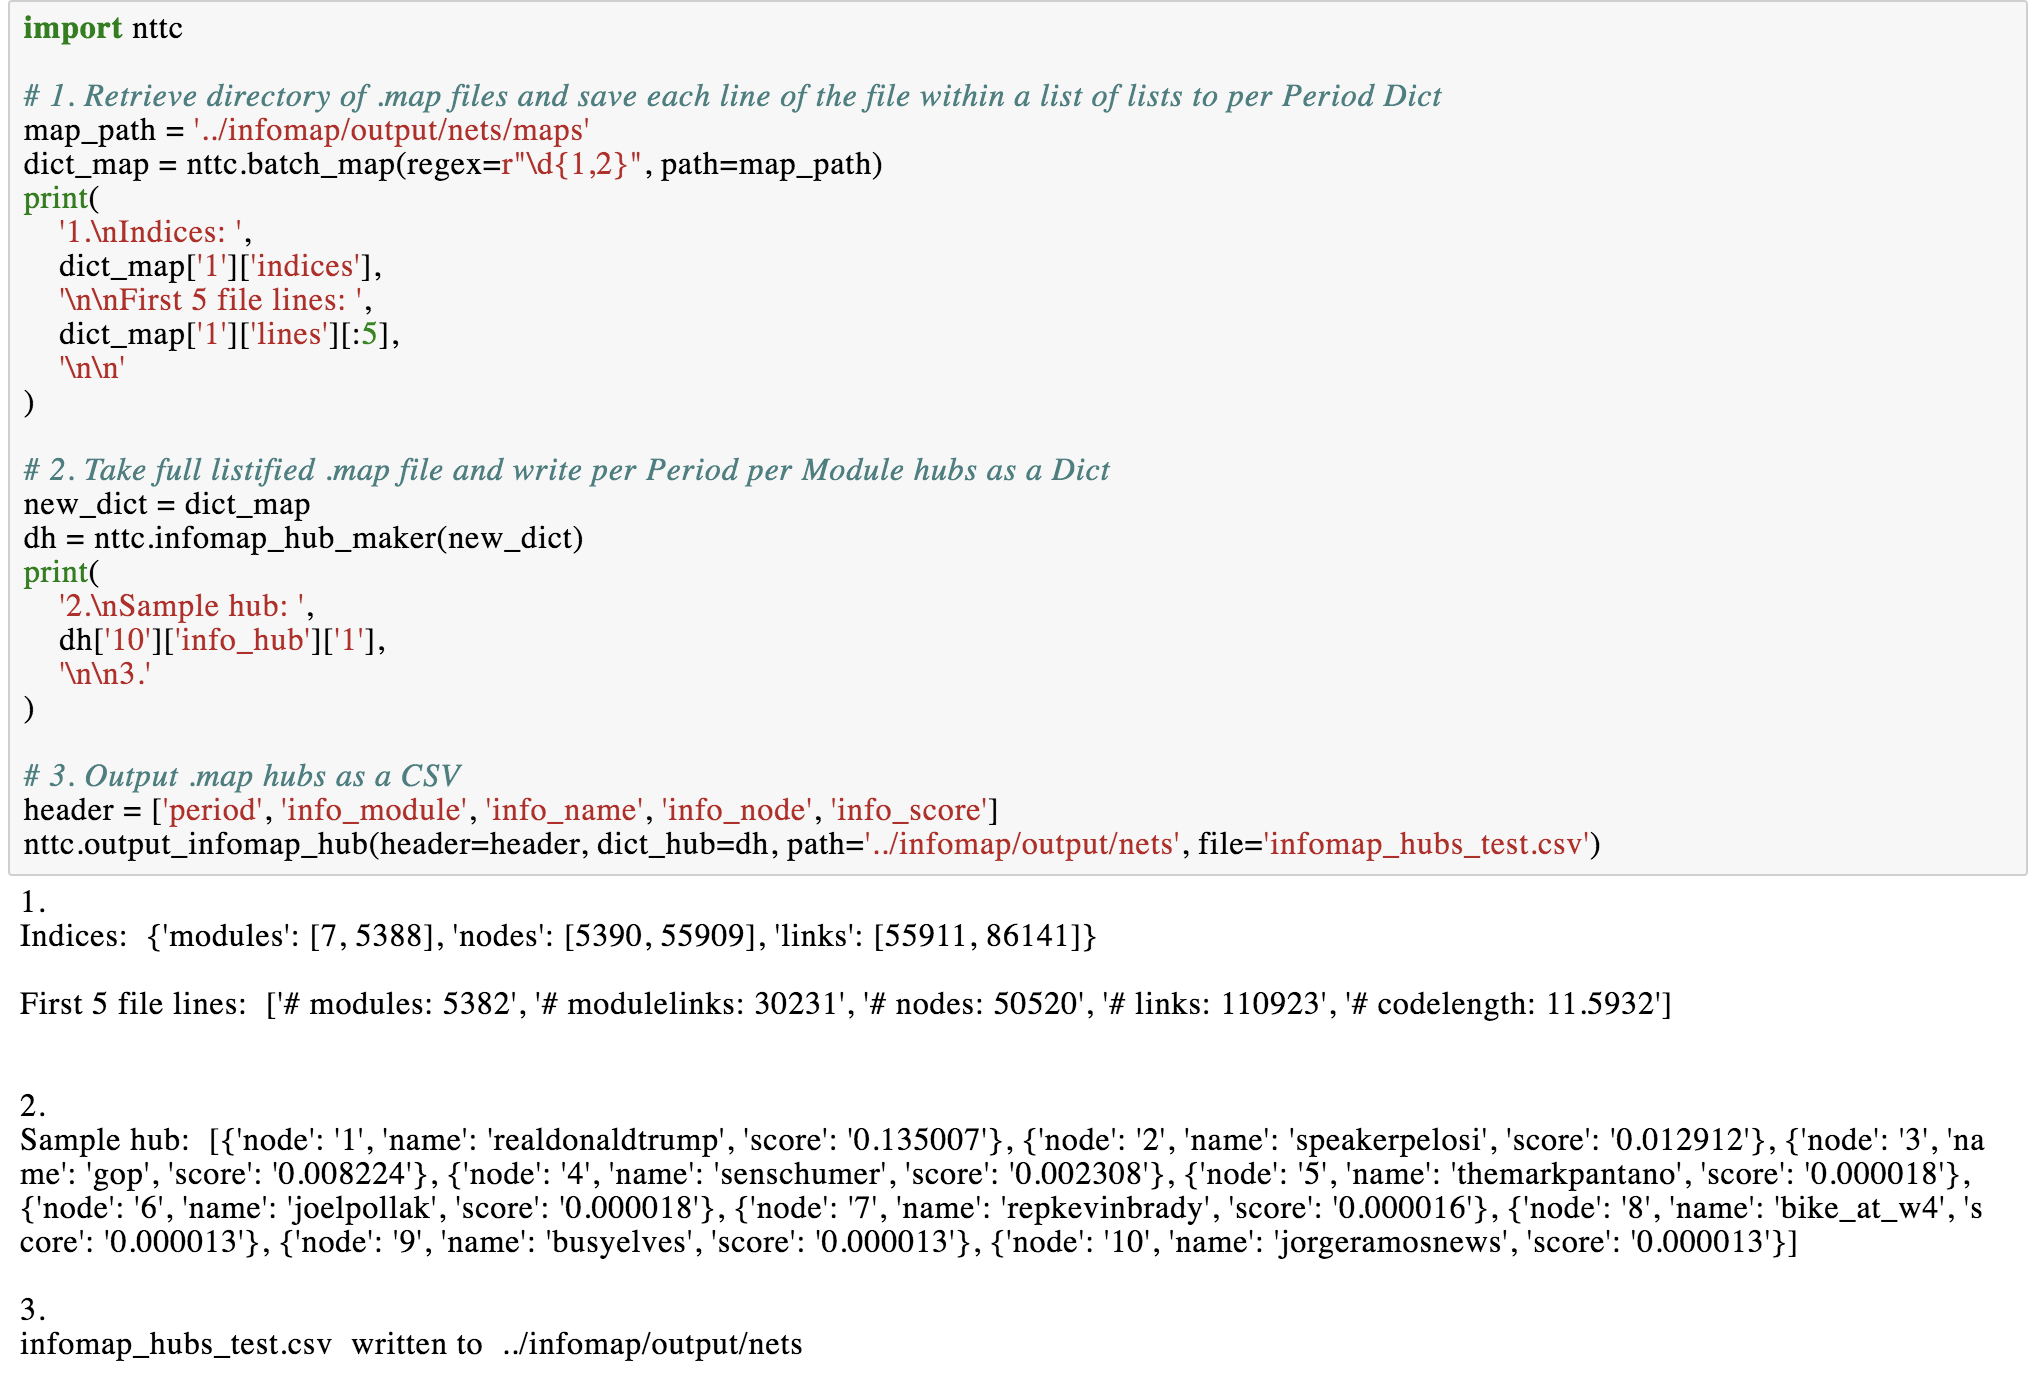 import nttc
# 1. Retrieve directory of .map files and save each line of the file within a list of lists to per Period Dict
map_path = '../infomap/output/nets/maps'
dict_map = nttc.batch_map(regex=r"\d{1,2}", path=map_path)
print(
    '1.\nIndices: ',
    dict_map['1']['indices'],
    '\n\nFirst 5 file lines: ',
    dict_map['1']['lines'][:5],
    '\n\n'
)
# 2. Take full listified .map file and write per Period per Module hubs as a Dict
new_dict = dict_map
dh = nttc.infomap_hub_maker(new_dict)
print(
    '2.\nSample hub: ',
    dh['10']['info_hub']['1'],
    '\n\n3.'
)
# 3. Output .map hubs as a CSV
header = ['period', 'info_module', 'info_name', 'info_node', 'info_score']
nttc.output_infomap_hub(header=header, dict_hub=dh, path='../infomap/output/nets', file='infomap_hubs_test.csv')
1.
Indices:  {'modules': [7, 5388], 'nodes': [5390, 55909], 'links': [55911, 86141]}
First 5 file lines:  ['# modules: 5382', '# modulelinks: 30231', '# nodes: 50520', '# links: 110923', '# codelength: 11.5932']
2.
Sample hub:  [{'node': '1', 'name': 'realdonaldtrump', 'score': '0.135007'}, {'node': '2', 'name': 'speakerpelosi', 'score': '0.012912'}, {'node': '3', 'na
me': 'gop', 'score': '0.008224'}, {'node': '4', 'name': 'senschumer', 'score': '0.002308'}, {'node': '5', 'name': 'themarkpantano', 'score': '0.000018'},
{'node': '6', 'name': 'joelpollak', 'score': '0.000018'}, {'node': '7', 'name': 'repkevinbrady', 'score': '0.000016'}, {'node': '8', 'name': 'bike_at_w4', 's
core': '0.000013'}, {'node': '9', 'name': 'busyelves', 'score': '0.000013'}, {'node': '10', 'name': 'jorgeramosnews', 'score': '0.000013'}]
3.
infomap_hubs_test.csv  written to  ../infomap/output/nets